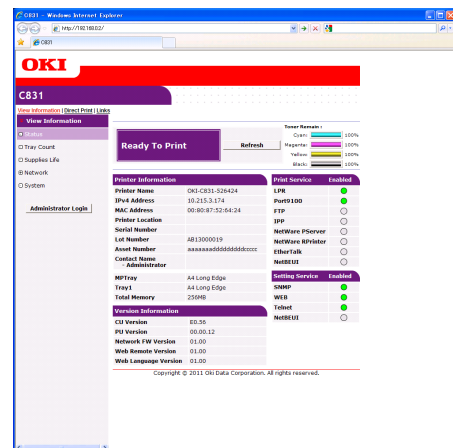 C831 - Windows Internet Explorer
http://192.168.0.2/
C831
OKI
C831
View Information | Direct Print | Links
View Information
Status
Tray Count
Supplies Life
Network
System
Administrator Login
Ready To Print
Refresh
Toner Remain :
Cyan: 100%
Magenta: 100%
Yellow: 100%
Black: 100%
Printer Information
Printer Name OKI-C831-526424
IPv4 Address 10.215.3.174
MAC Address 00:80:87:52:64:24
Printer Location
Serial Number
Lot Number AB13000019
Asset Number
Contact Name
- Administrator
MPTray A4 Long Edge
Tray1 A4 Long Edge
Total Memory 256MB
Version Information
CU Version E0.36
PU Version 00.00.12
Network FW Version 01.00
Web Remote Version 01.00
Web Language Version 01.00
Print Service Enabled
LPR
Port9100
FTP
IPP
NetWare PServer
NetWare RPrinter
EtherTalk
NetBEUI
Setting Service Enabled
SNMP
WEB
Telnet
NetBEUI
Copyright © 2011 Oki Data Corporation. All rights reserved.